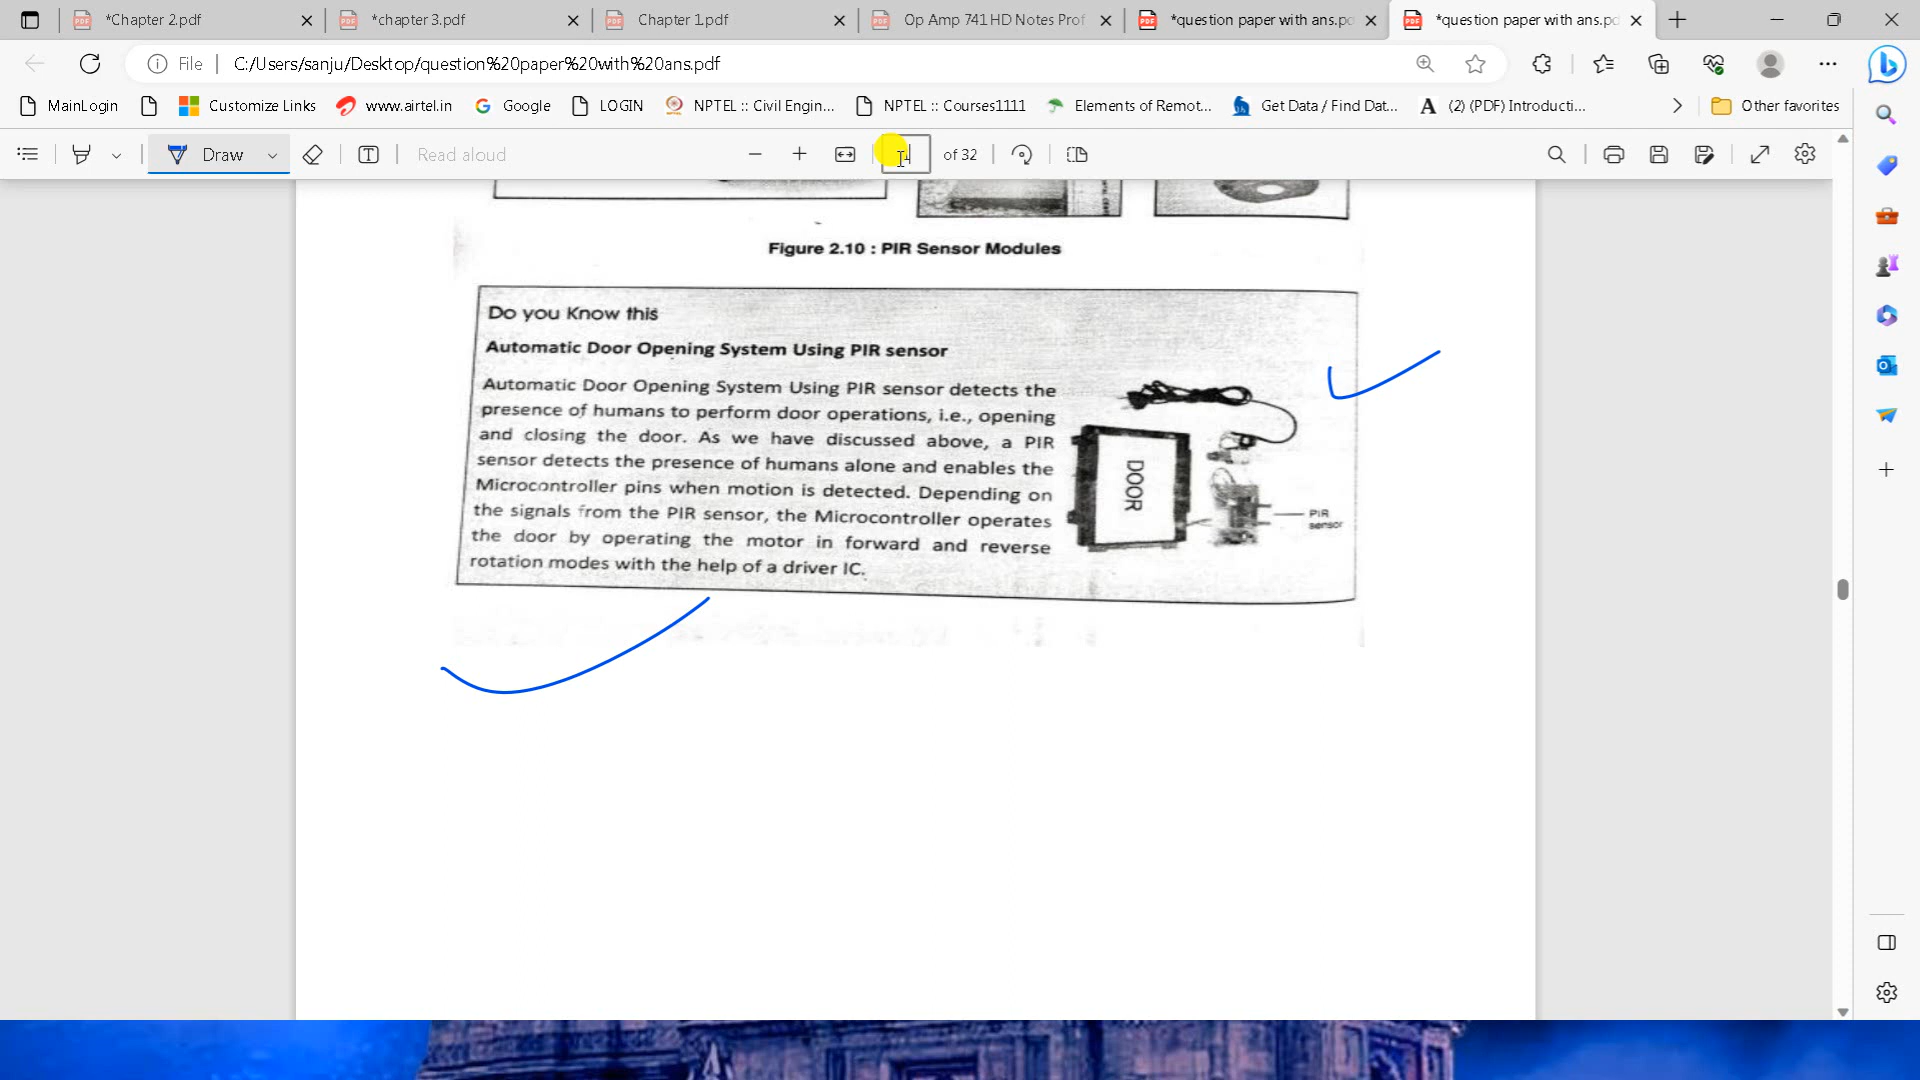 *Chapter 2.pdf
*chapter 3.pdf
Chapter 1.pdf
Op Amp 741 HD Notes Prof
*question paper with ans.pd
*question paper with ans.pd
File
C:/Users/sanju/Desktop/question%20paper%20with%20ans.pdf
MainLogin
Customize Links
www.airtel.in
Google
LOGIN
NPTEL :: Civil Engin...
NPTEL :: Courses1111
Elements of Remot...
Get Data / Find Dat...
(2) (PDF) Introducti...
Other favorites
Draw
Read aloud
of 32
Figure 2.10 : PIR Sensor Modules
Do you Know this
Automatic Door Opening System Using PIR sensor
Automatic Door Opening System Using PIR sensor detects the
presence of humans to perform door operations, i.e., opening
and closing the door. As we have discussed above, a PIR
sensor detects the presence of humans alone and enables the
Microcontroller pins when motion is detected. Depending on
the signals from the PIR sensor, the Microcontroller operates
the door by operating the motor in forward and reverse
rotation modes with the help of a driver IC.
DOOR
PIR
sensor